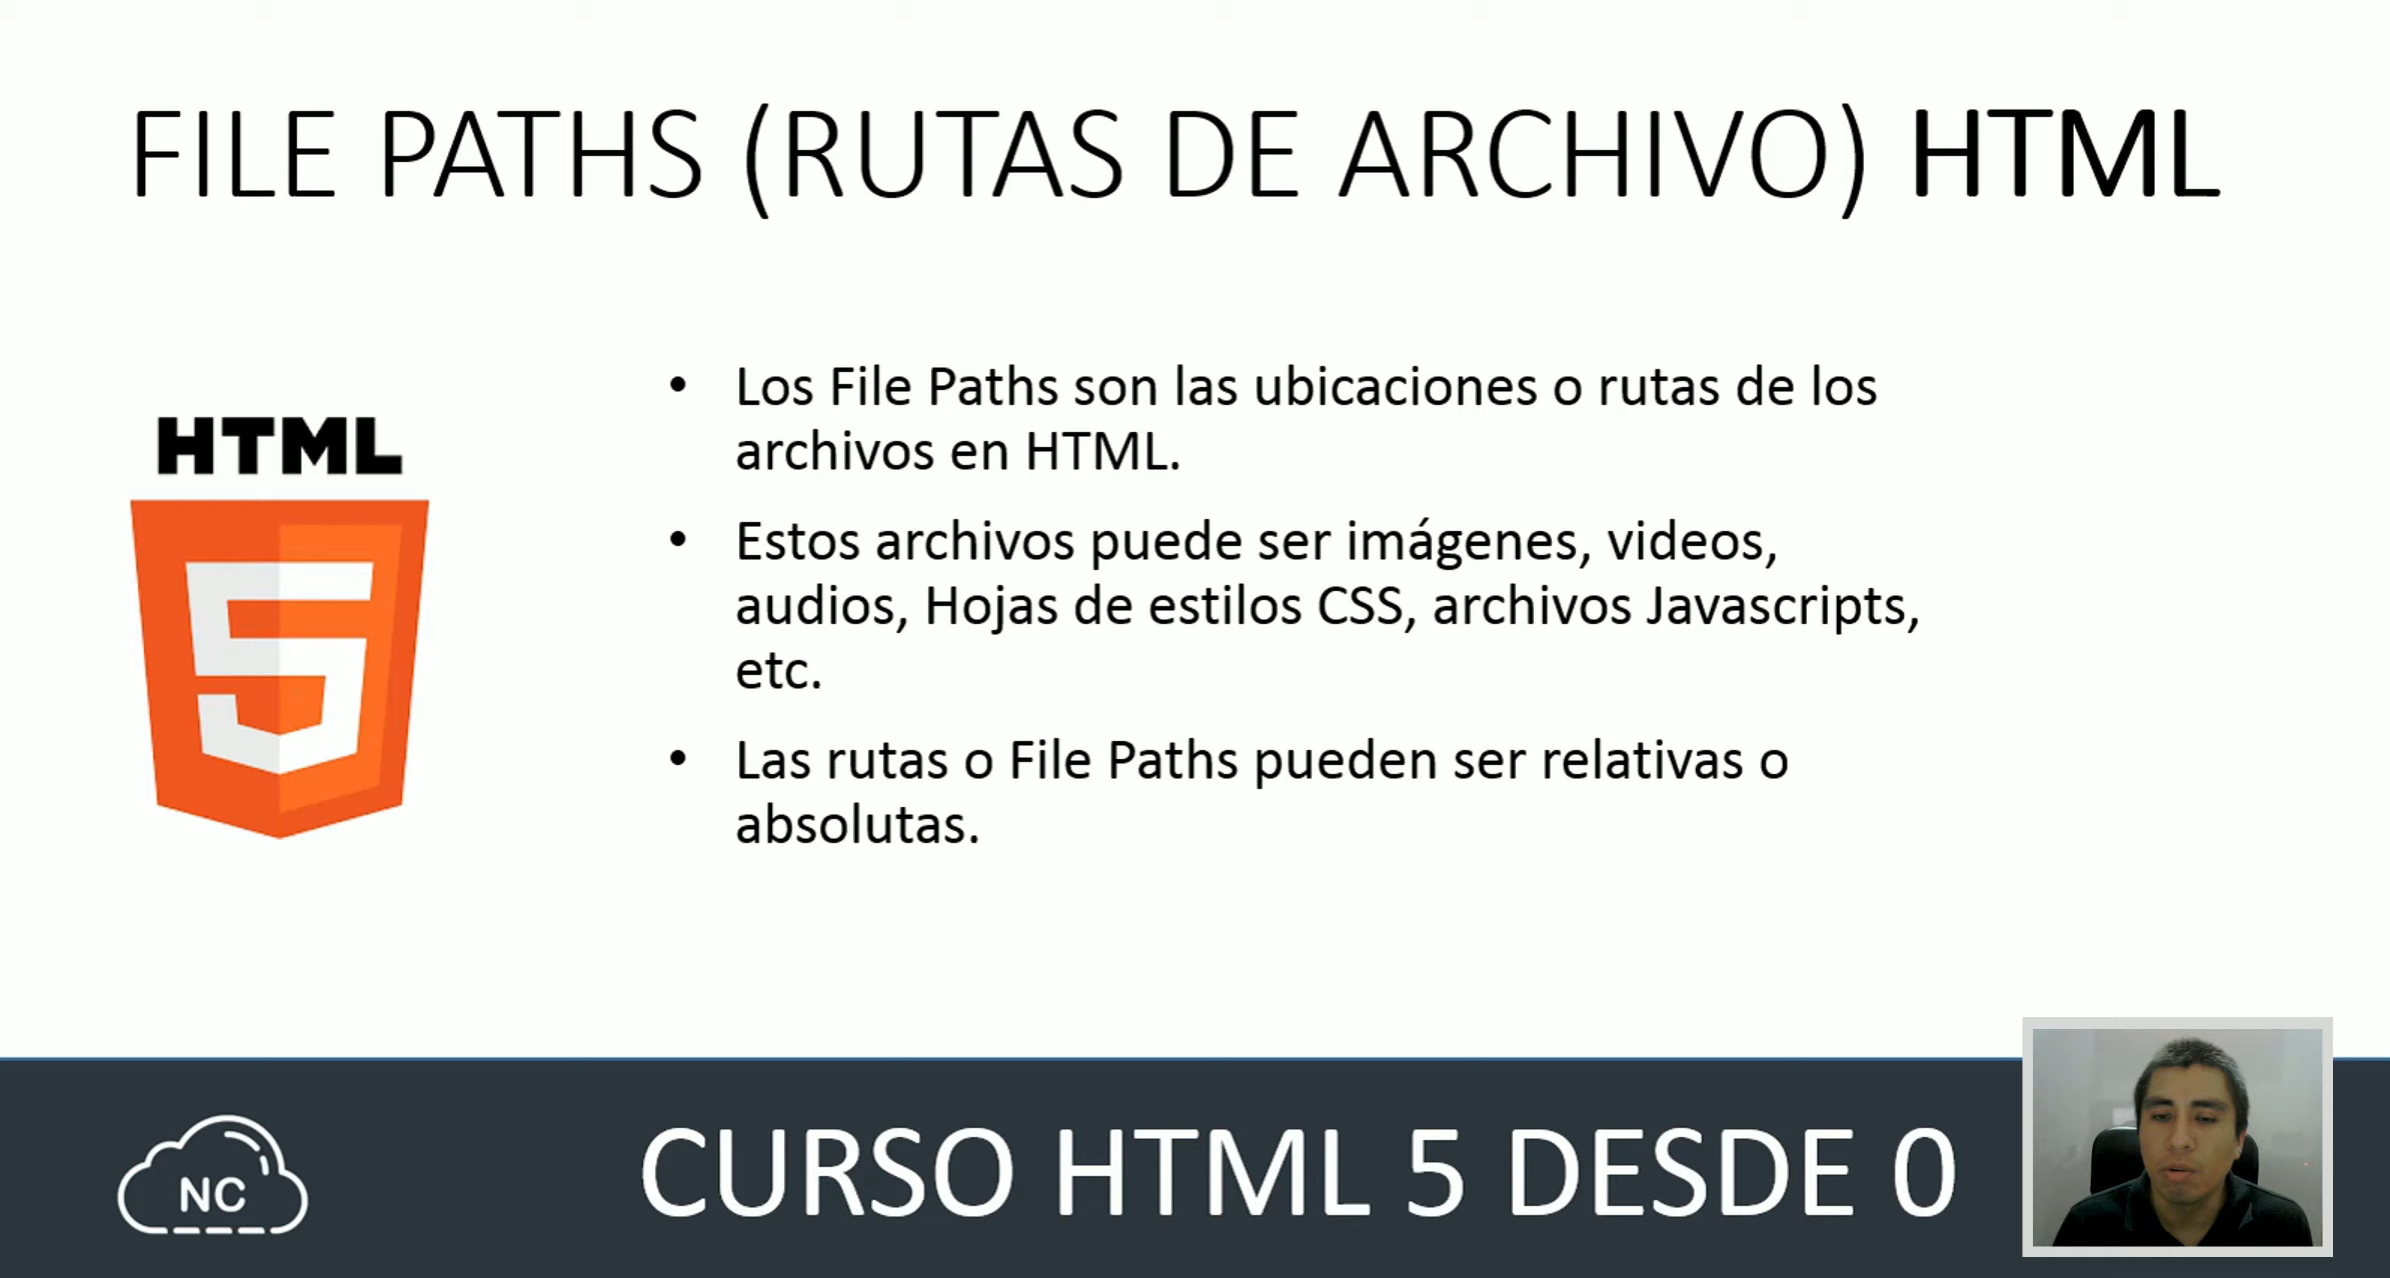 FILE PATHS (RUTAS DE ARCHIVO) HTML
HTML
5
• Los File Paths son las ubicaciones o rutas de los
archivos en HTML.
• Estos archivos puede ser imágenes, videos,
audios, Hojas de estilos CSS, archivos Javascripts,
etc.
• Las rutas o File Paths pueden ser relativas o
absolutas.
NC
CURSO HTML 5 DESDE 0